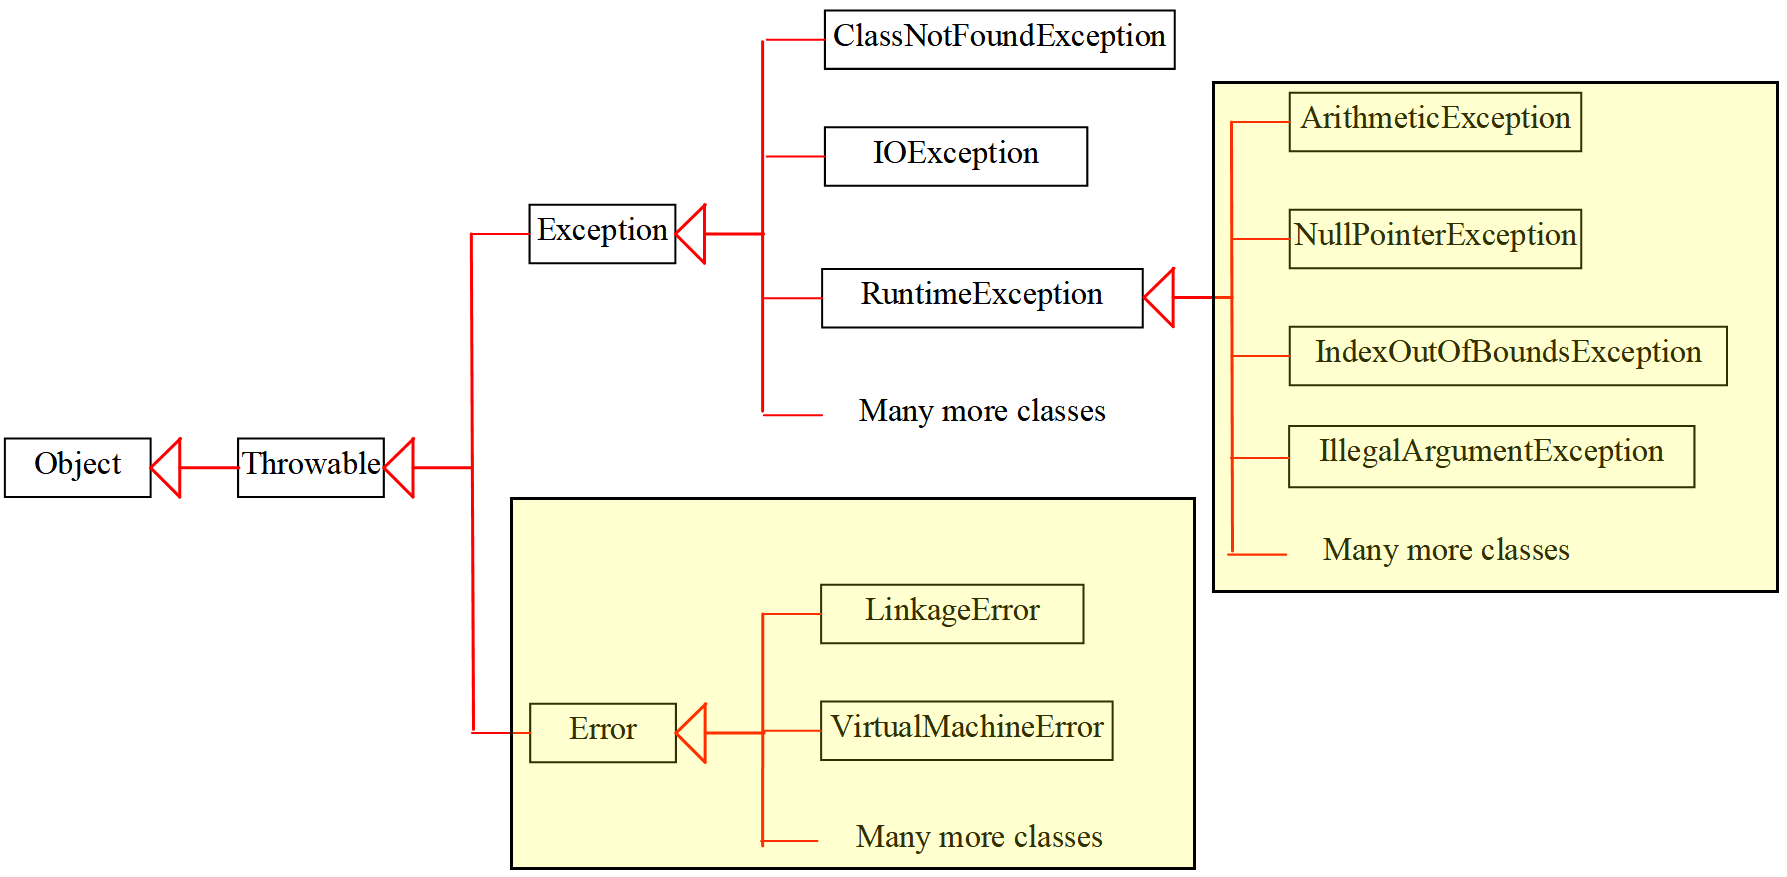 ClassNotFoundException
ArithmeticException
IOException
NullPointerException
Exception
RuntimeException
IndexOutOfBoundsException
Many more classes
IllegalArgumentException
Object
Throwable
Many more classes
LinkageError
Error
VirtualMachineError
Many more classes